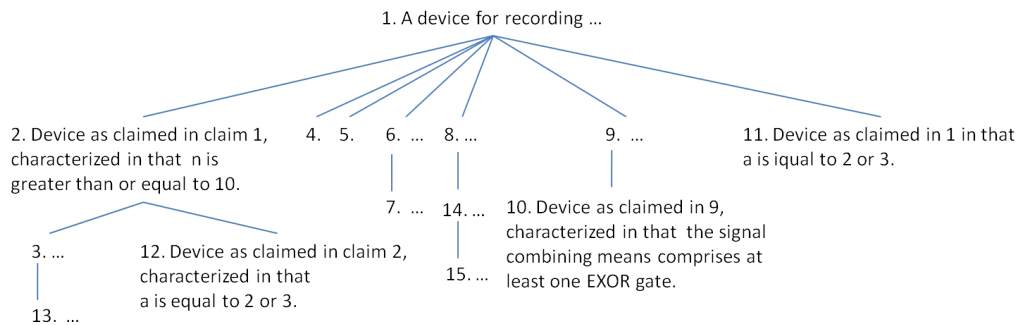 1. A device for recording ...
2. Device as claimed in claim 1,
characterized in that n is
greater than or equal to 10.
4.
5.
6. ...
8. ...
9. ...
11. Device as claimed in 1 in that
a is iqual to 2 or 3.
7. ...
14. ...
10. Device as claimed in 9,
characterized in that the signal
combining means comprises at
least one EXOR gate.
3. ...
12. Device as claimed in claim 2,
characterized in that
a is equal to 2 or 3.
15. ...
13. ...